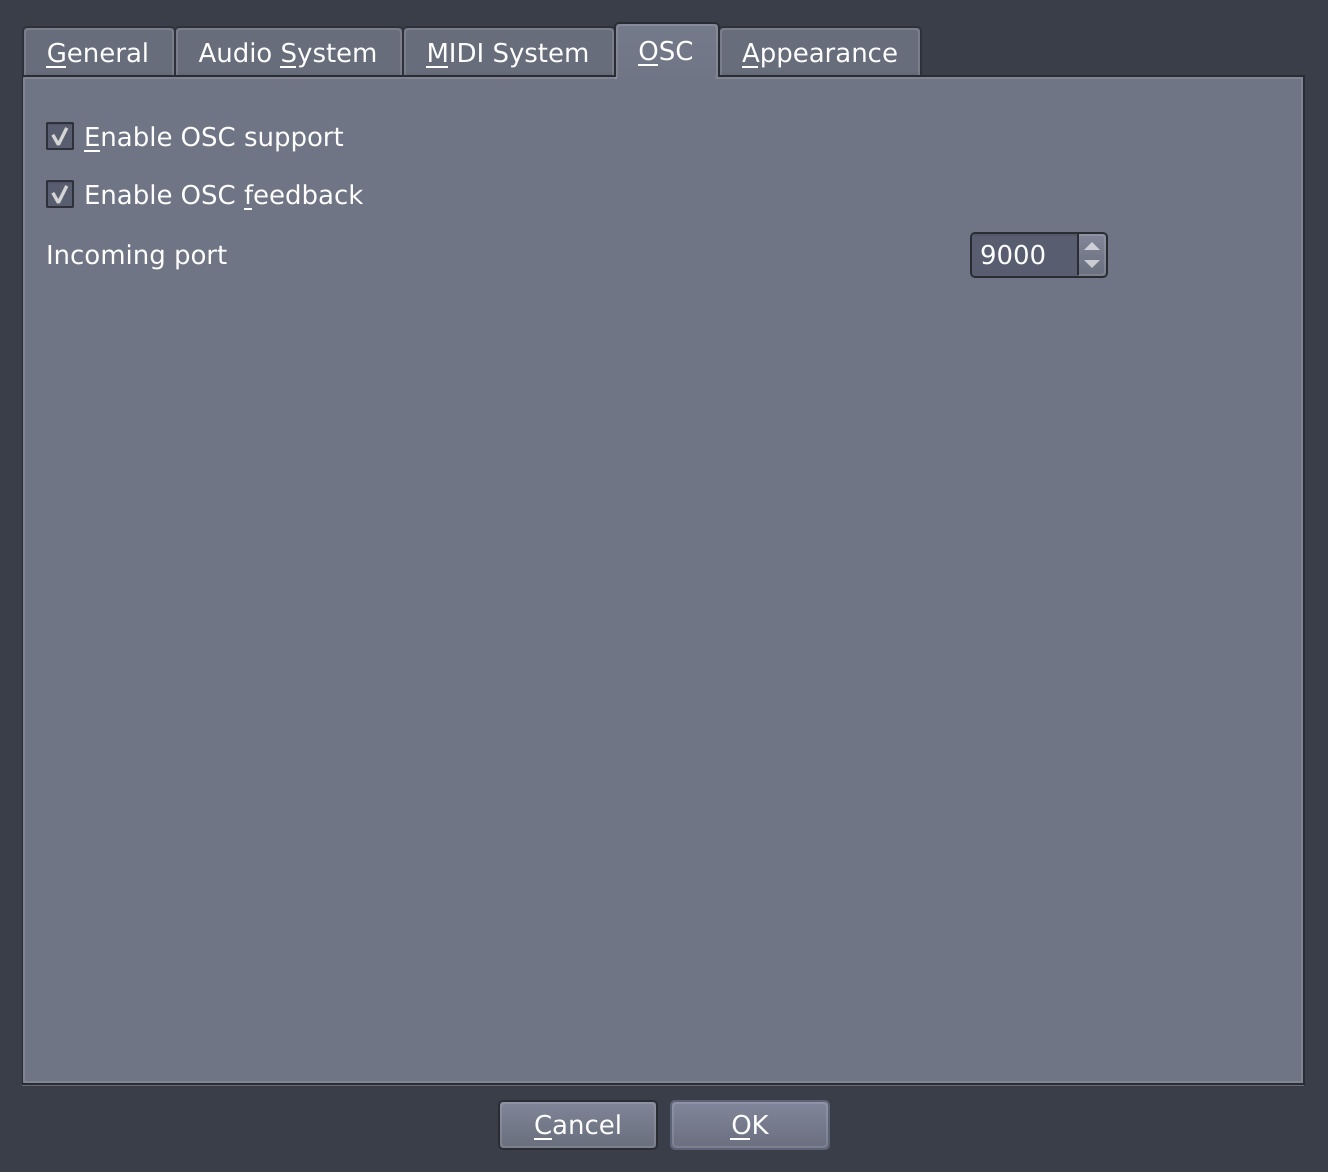 General Audio System MIDI System OSC Appearance
Enable OSC support
Enable OSC feedback
Incoming port 9000
Cancel OK